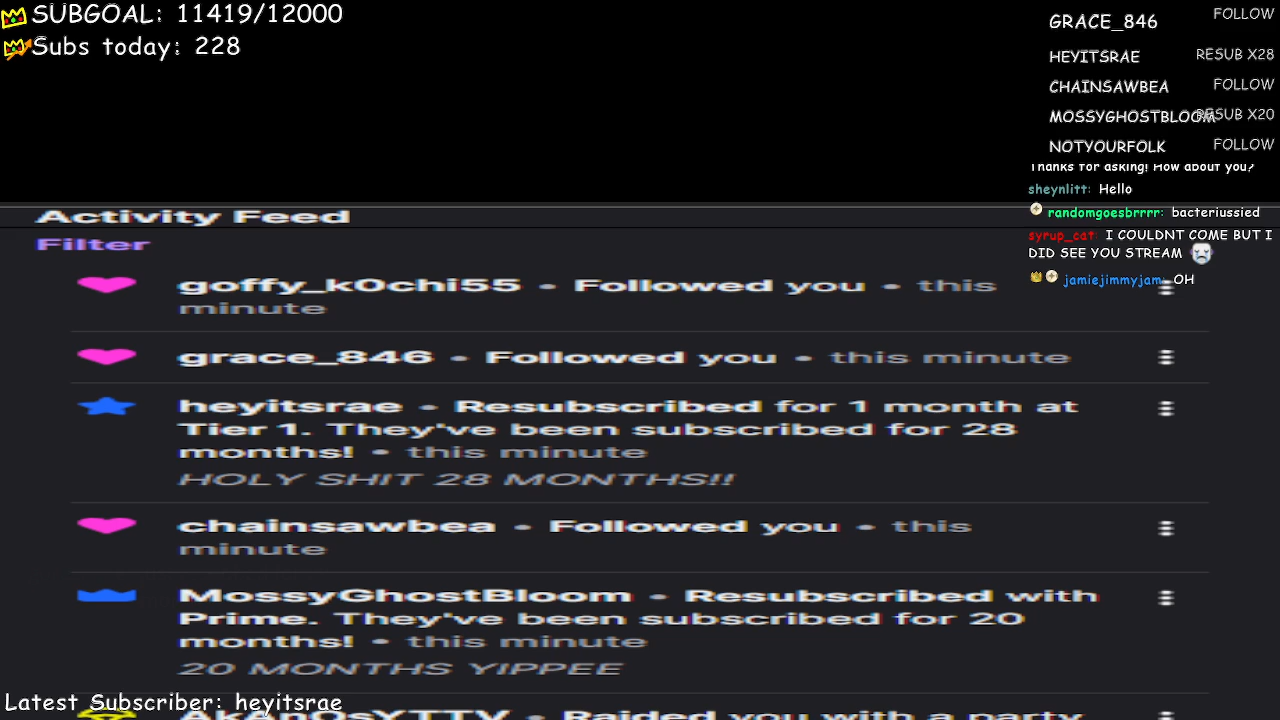 SUBGOAL: 11419/12000
Subs today: 228
GRACE_846 FOLLOW
HEYITSRAE RESUB X28
CHAINSAWBEA FOLLOW
MOSSYGHOSTBLOOM RESUB X20
NOTYOURFOLK FOLLOW
Thanks for asking! How about you?
sheynlitt: Hello
randomgoesbrrrr: bacteriussied
syrup_cat: I COULDNT COME BUT I
DID SEE YOU STREAM
jamiejimmyjam: OH
Activity Feed
Filter
goffy_k0chi55 • Followed you • this
minute
grace_846 • Followed you • this minute
heyitsrae • Resubscribed for 1 month at
Tier 1. They've been subscribed for 28
months! • this minute
HOLY SHIT 28 MONTHS!!
chainsawbea • Followed you • this
minute
MossyGhostBloom • Resubscribed with
Prime. They've been subscribed for 20
months! • this minute
20 MONTHS YIPPEE
AkAnOsYTTV • Raided you with a party
Latest Subscriber: heyitsrae